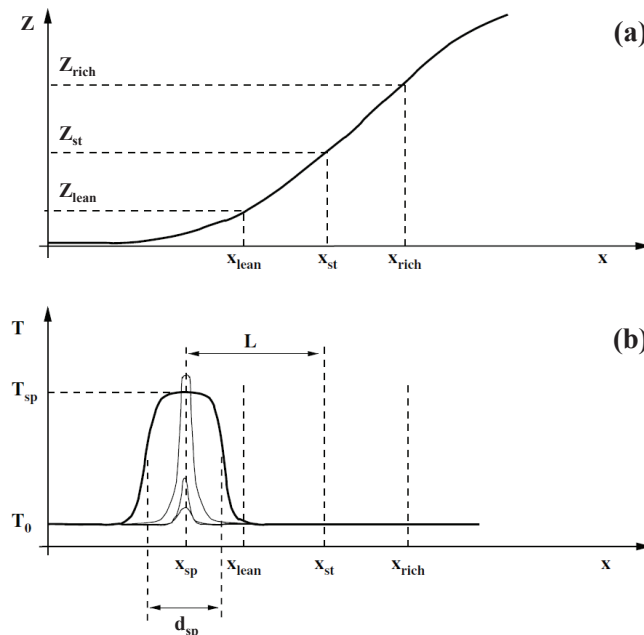 Z
(a)
Z_rich
Z_st
Z_lean
x_lean x_st x_rich x
T
(b)
L
T_sp
T_0
x_sp x_lean x_st x_rich x
d_sp